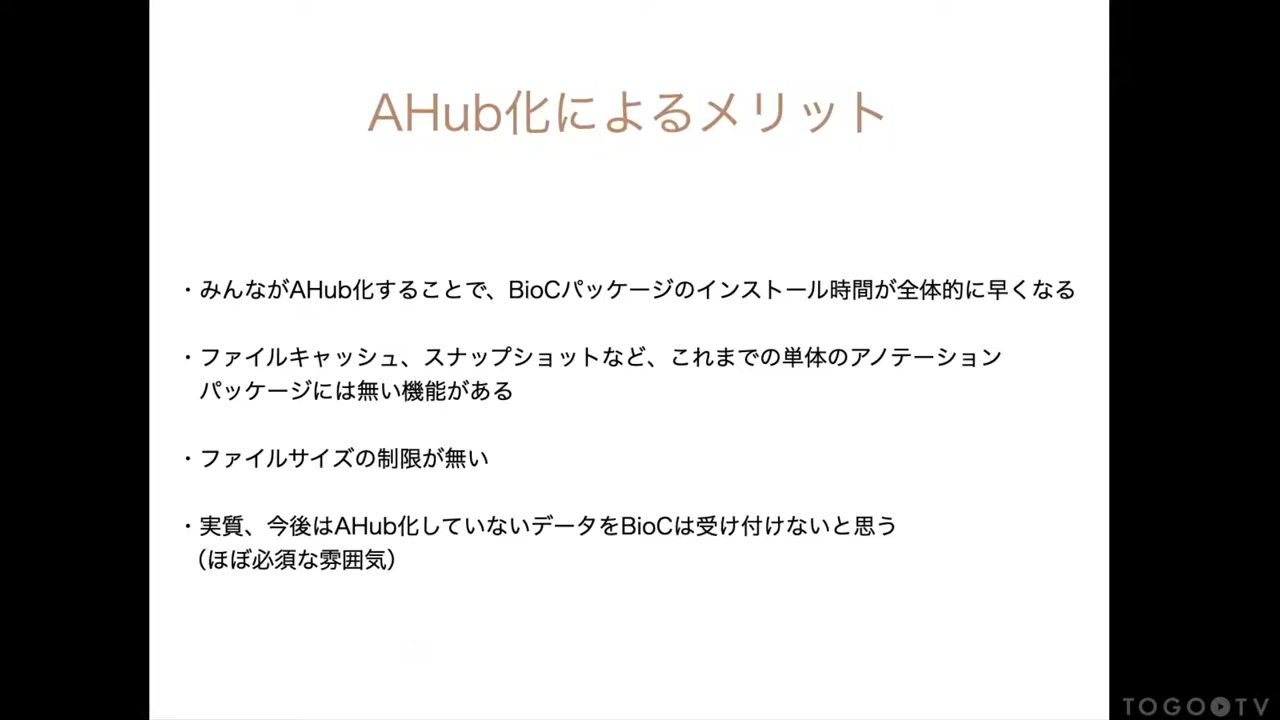 AHub化によるメリット
・みんながAHub化することで、BioCパッケージのインストール時間が全体的に早くなる
・ファイルキャッシュ、スナップショットなど、これまでの単体のアノテーション
パッケージには無い機能がある
・ファイルサイズの制限が無い
・実質、今後はAHub化していないデータをBioCは受け付けないと思う
（ほぼ必須な雰囲気）
TOGOTV